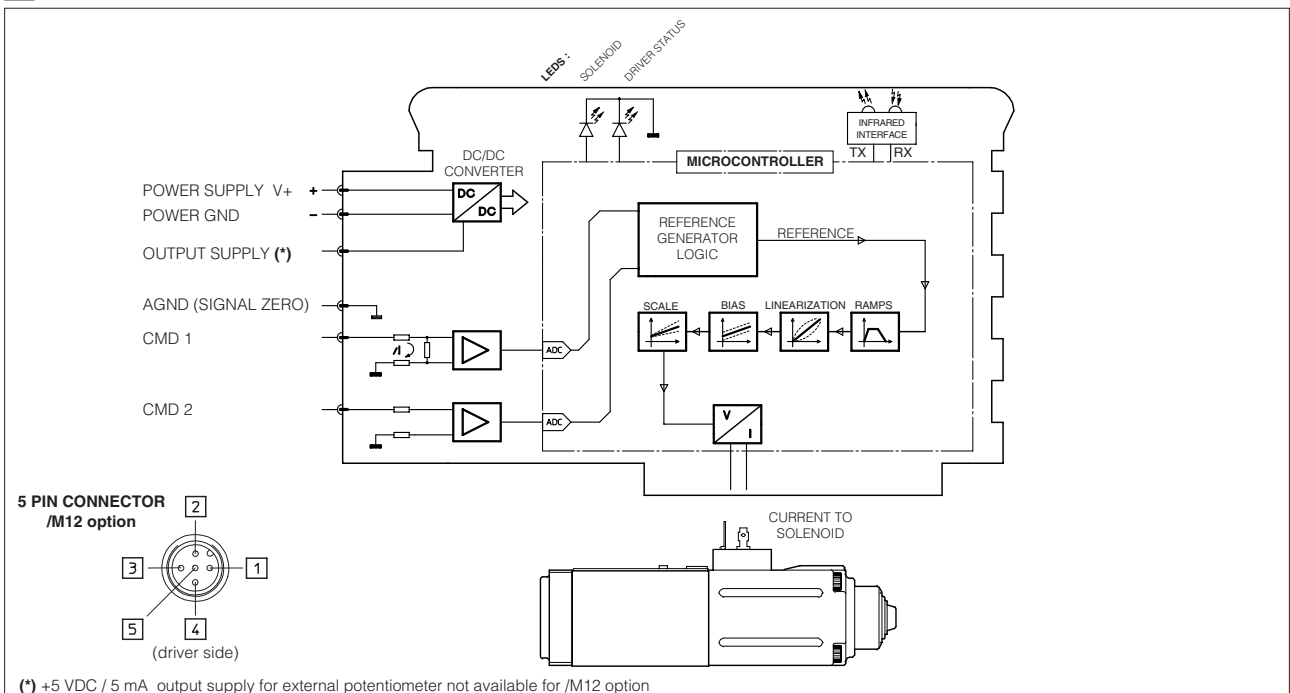 LEDS :
SOLENOID
DRIVER STATUS
INFRARED
INTERFACE
TX
RX
MICROCONTROLLER
DC/DC
CONVERTER
POWER SUPPLY V+ +
DC
DC
POWER GND –
OUTPUT SUPPLY (*)
REFERENCE
GENERATOR
LOGIC
REFERENCE
AGND (SIGNAL ZERO)
SCALE
BIAS
LINEARIZATION
RAMPS
CMD 1
V/I
ADC
CMD 2
ADC
V
I
5 PIN CONNECTOR
/M12 option
2
3
1
5
4
(driver side)
CURRENT TO
SOLENOID
(*) +5 VDC / 5 mA output supply for external potentiometer not available for /M12 option